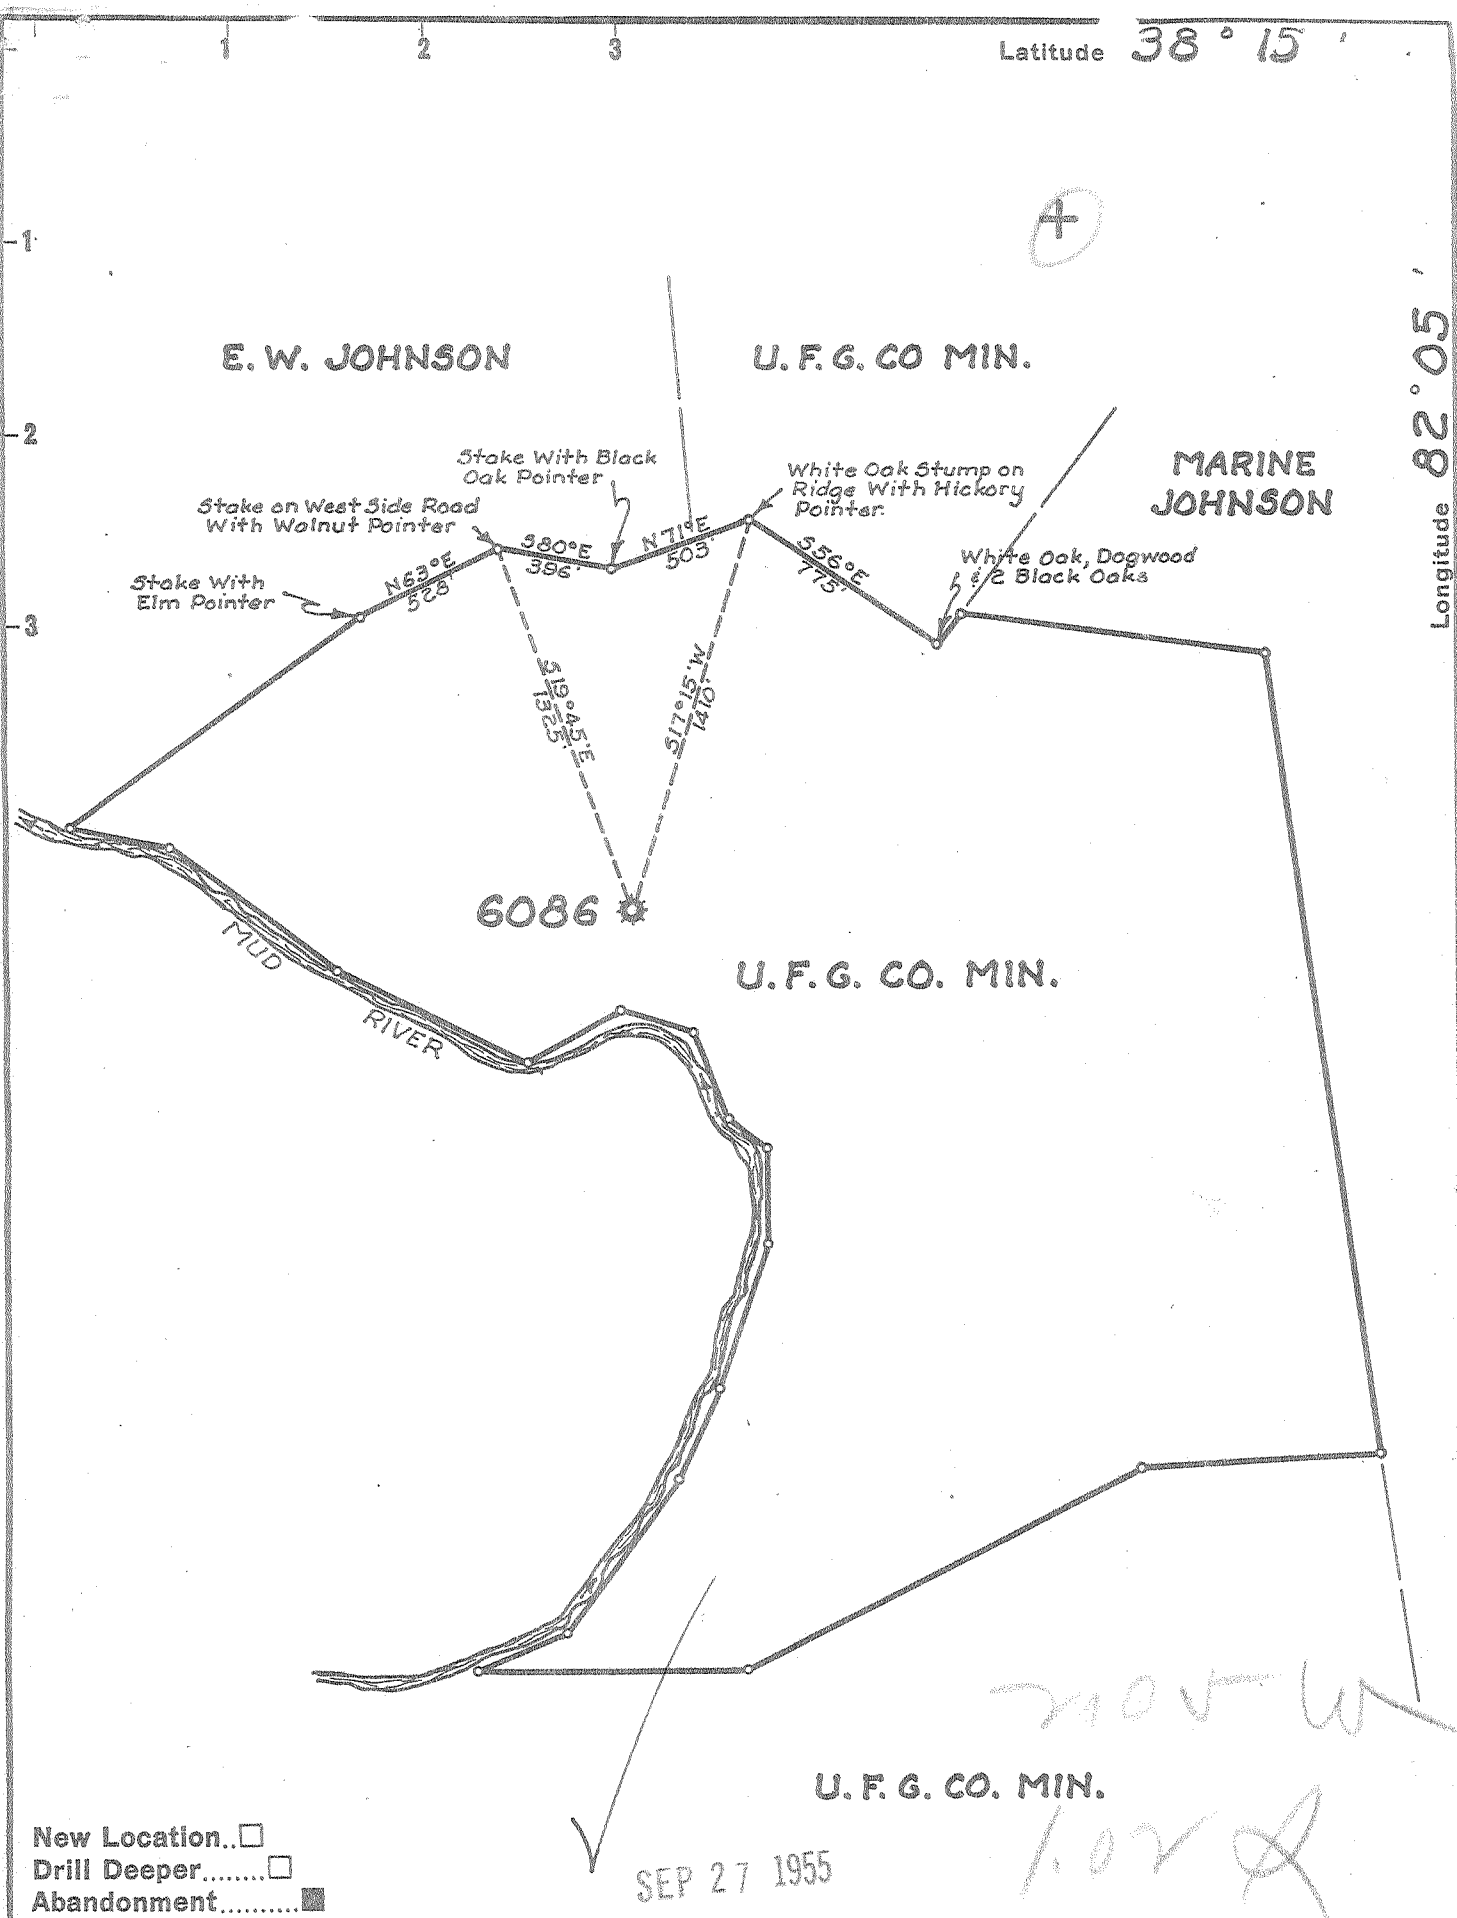 1 2 3
Latitude 38° 15'
1
2
3
Longitude 82° 05'
E. W. JOHNSON
U. F. G. CO MIN.
MARINE
JOHNSON
Stake With Black
Oak Pointer
Stake on West Side Road
With Walnut Pointer
White Oak Stump on
Ridge With Hickory
Pointer.
White Oak, Dogwood
& 2 Black Oaks
Stake With
Elm Pointer
N63°E
528'
S80°E
396'
N71°E
503'
S56°E
775'
S19°45'E
1325'
S17°15'W
1410'
6086
U. F. G. CO. MIN.
MUD
RIVER
U. F. G. CO. MIN.
New Location..
Drill Deeper........
Abandonment..........
SEP 27 1955